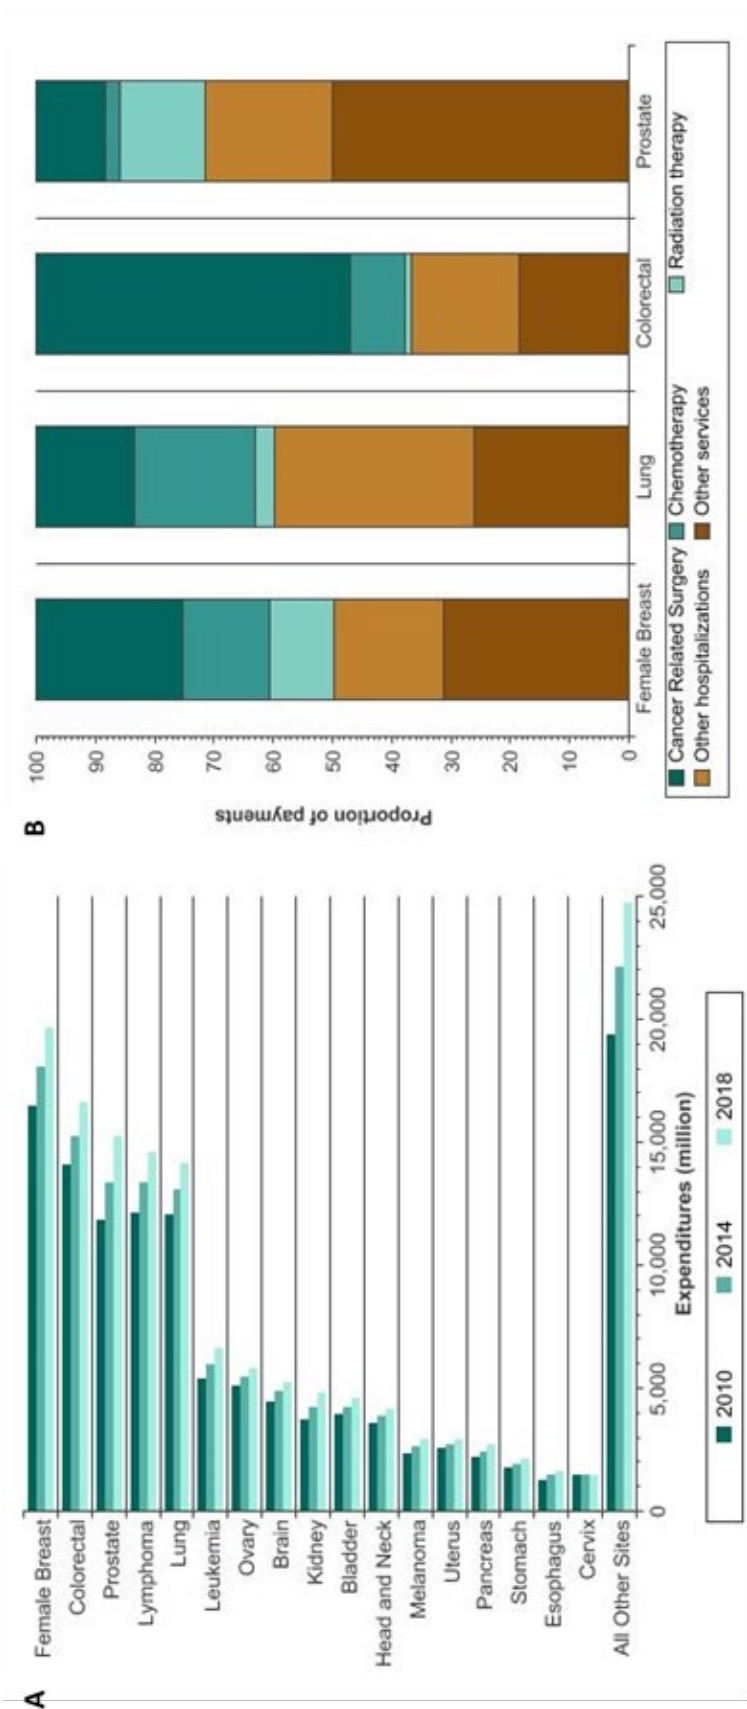 A
Female Breast
Colorectal
Prostate
Lymphoma
Lung
Leukemia
Ovary
Brain
Kidney
Bladder
Head and Neck
Melanoma
Uterus
Pancreas
Stomach
Esophagus
Cervix
All Other Sites
0 5,000 10,000 15,000 20,000 25,000
Expenditures (million)
2010 2014 2018
B
Proportion of payments
100
90
80
70
60
50
40
30
20
10
0
Female Breast Lung Colorectal Prostate
Cancer Related Surgery Chemotherapy Radiation therapy
Other hospitalizations Other services